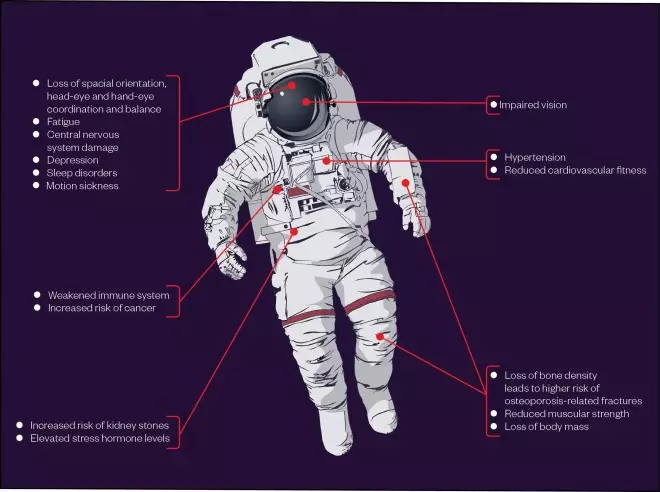 Loss of spacial orientation,
head-eye and hand-eye
coordination and balance
Fatigue
Central nervous
system damage
Depression
Sleep disorders
Motion sickness
Impaired vision
Hypertension
Reduced cardiovascular fitness
Weakened immune system
Increased risk of cancer
Loss of bone density
leads to higher risk of
osteoporosis-related fractures
Reduced muscular strength
Loss of body mass
Increased risk of kidney stones
Elevated stress hormone levels